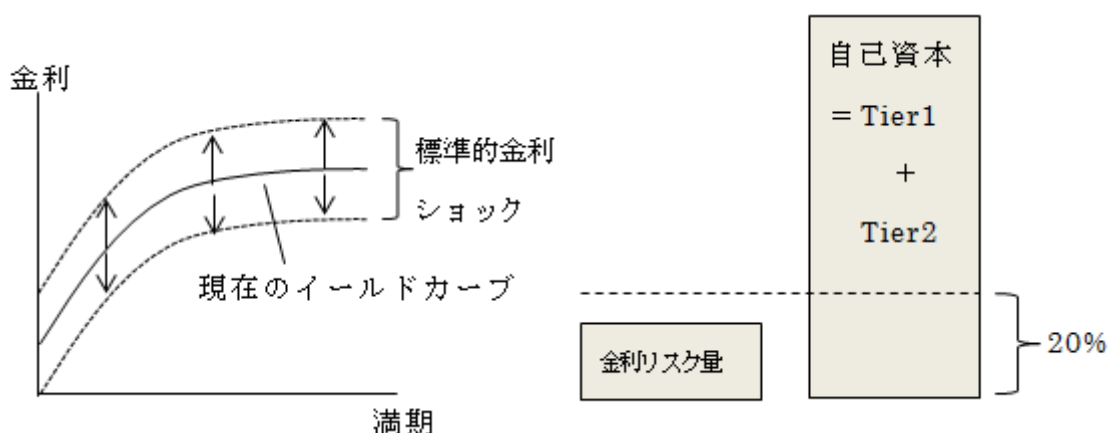 金利
標準的金利
ショック
現在のイールドカーブ
満期
自己資本
= Tier1
+
Tier2
金利リスク量
20%